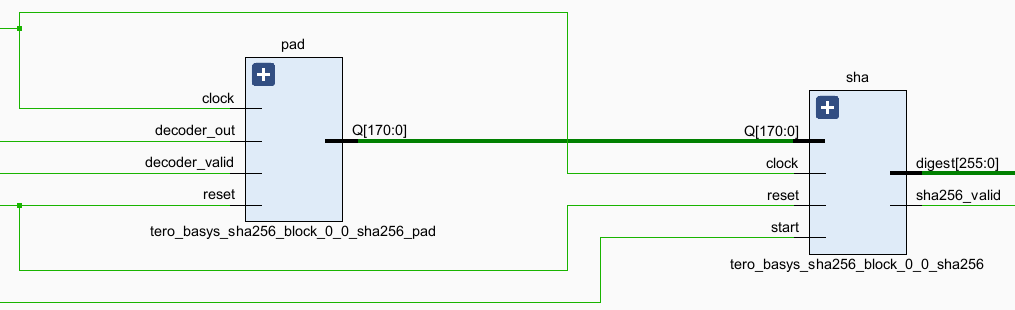 pad
clock
decoder_out
decoder_valid
reset
Q[170:0]
tero_basys_sha256_block_0_0_sha256_pad
sha
Q[170:0]
clock
reset
start
digest[255:0]
sha256_valid
tero_basys_sha256_block_0_0_sha256